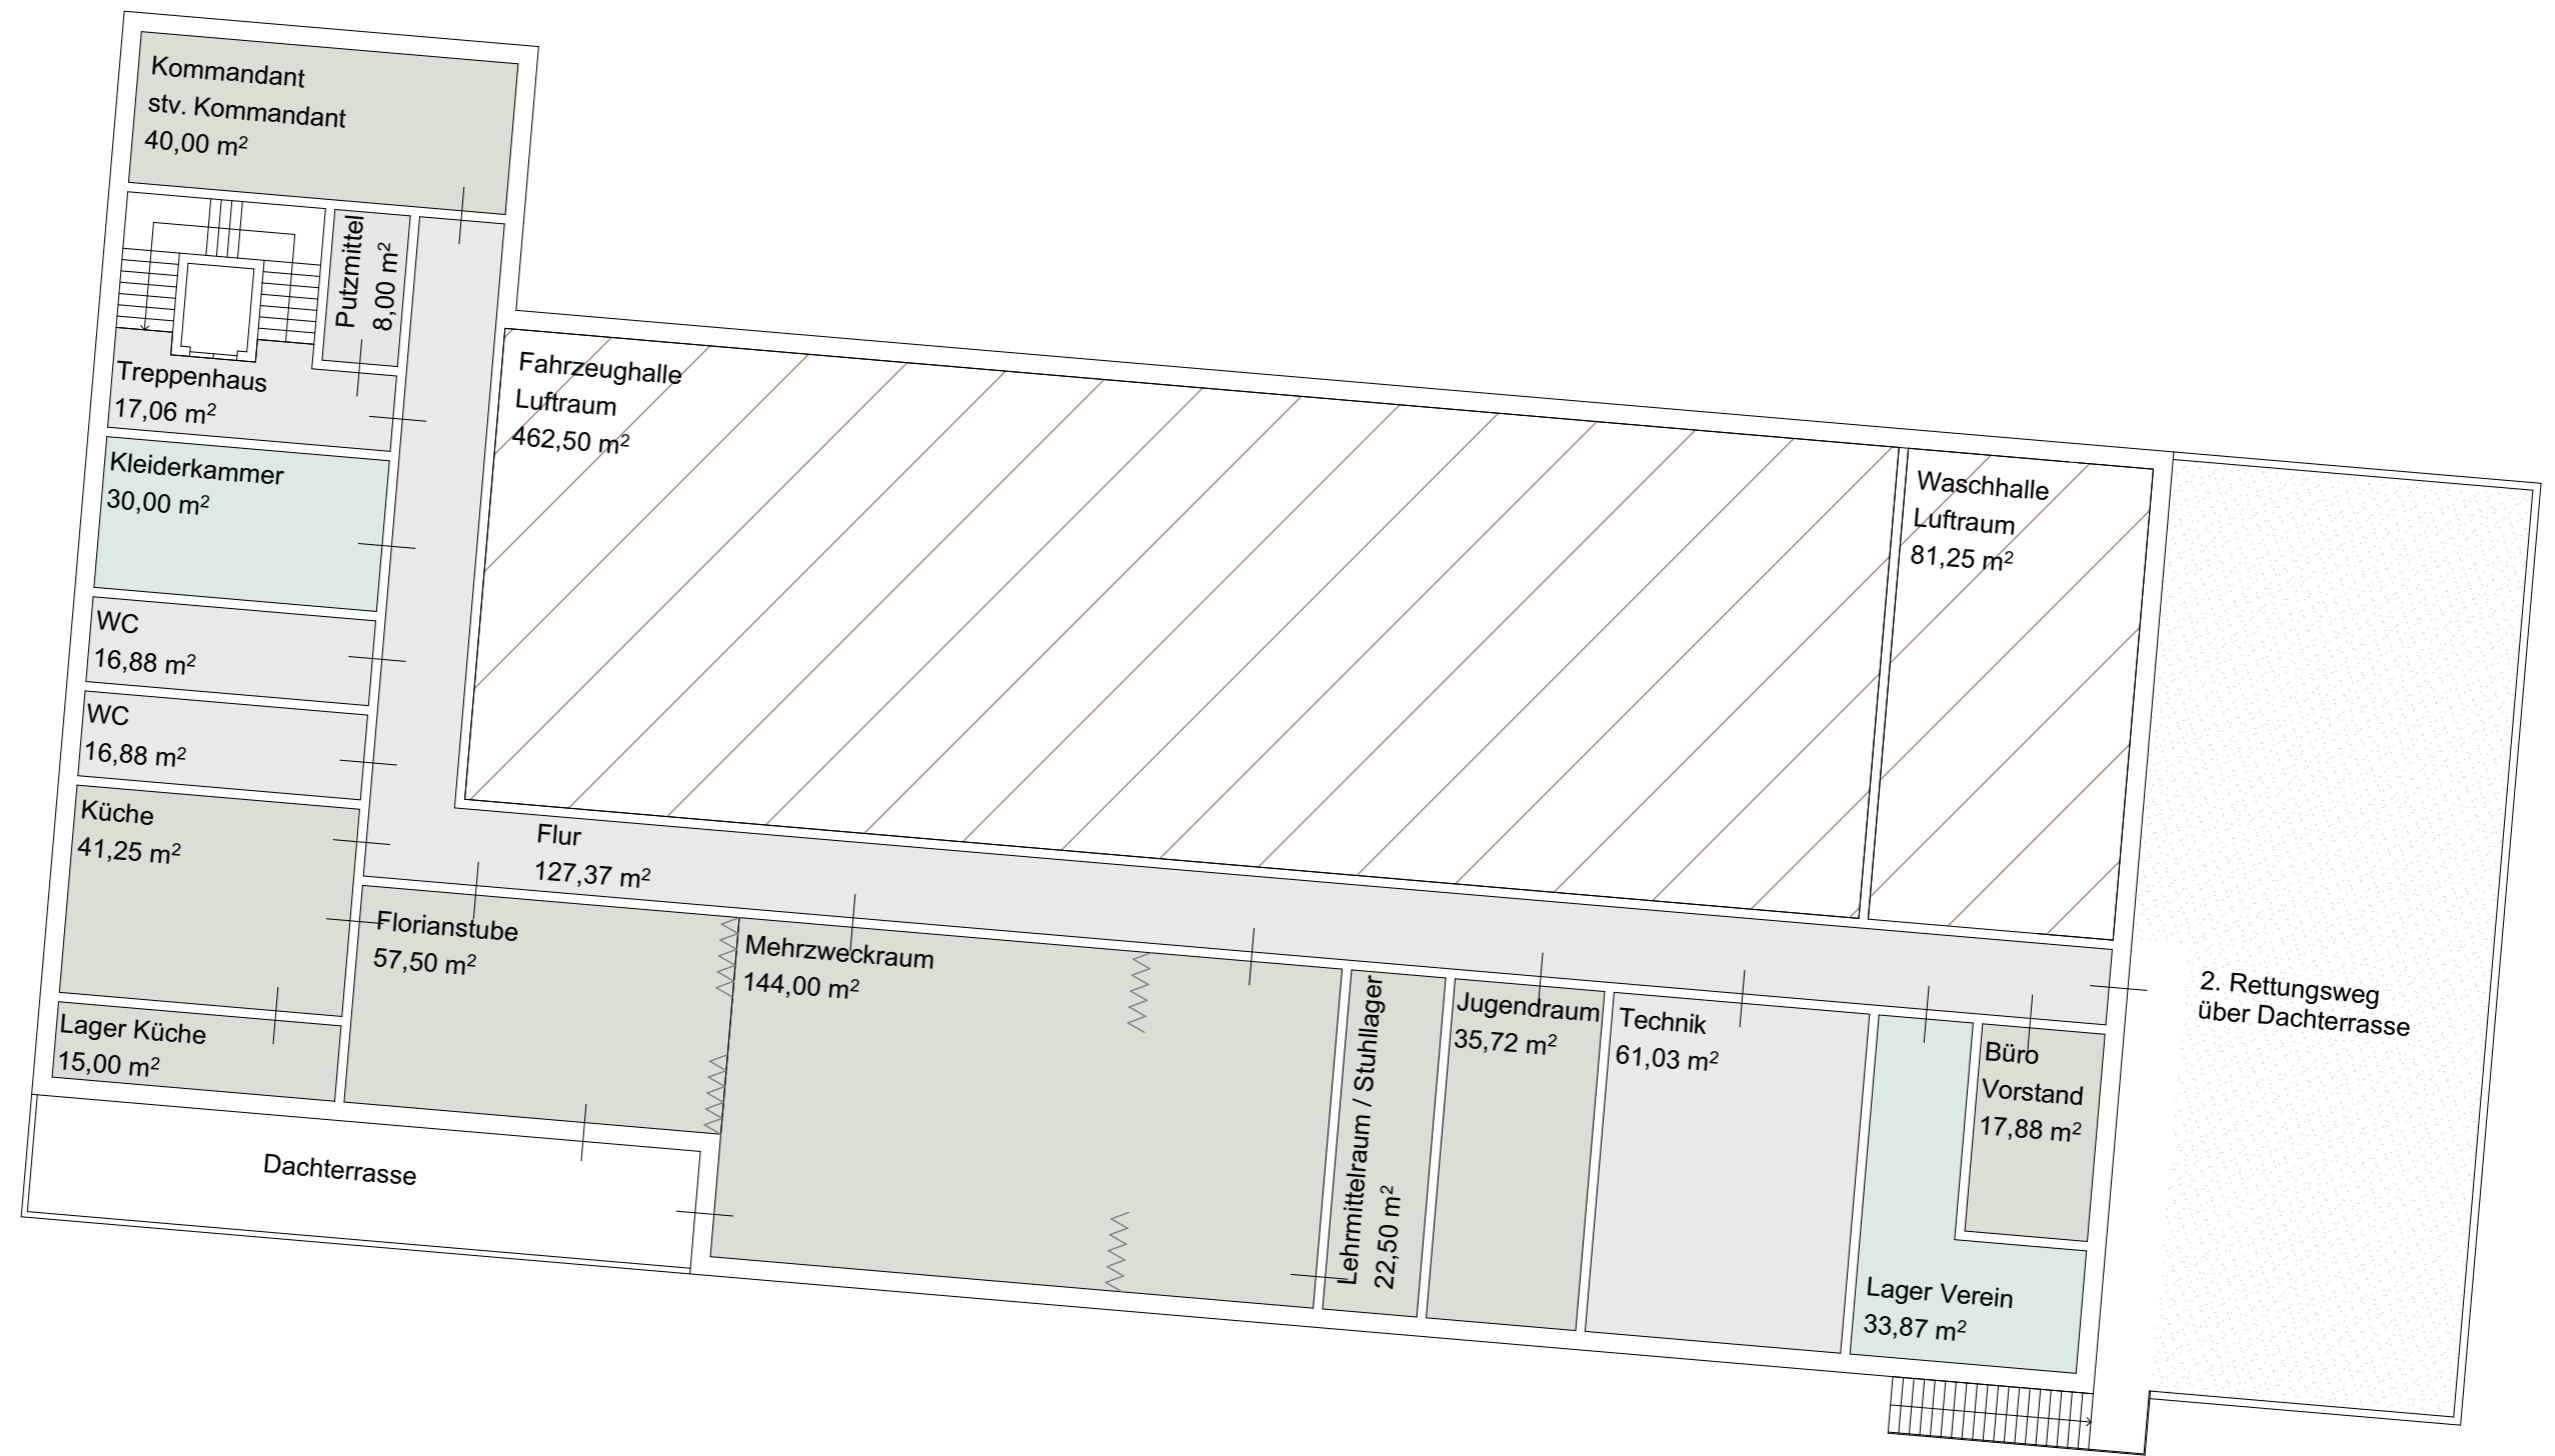 Kommandant
stv. Kommandant
40,00 m²
Putzmittel
8,00 m²
Treppenhaus
17,06 m²
Kleiderkammer
30,00 m²
WC
16,88 m²
WC
16,88 m²
Küche
41,25 m²
Lager Küche
15,00 m²
Dachterrasse
Fahrzeughalle
Luftraum
462,50 m²
Waschhalle
Luftraum
81,25 m²
Flur
127,37 m²
Florianstube
57,50 m²
Mehrzweckraum
144,00 m²
Lehrmittelraum / Stuhllager
22,50 m²
Jugendraum
35,72 m²
Technik
61,03 m²
Büro
Vorstand
17,88 m²
Lager Verein
33,87 m²
2. Rettungsweg
über Dachterrasse